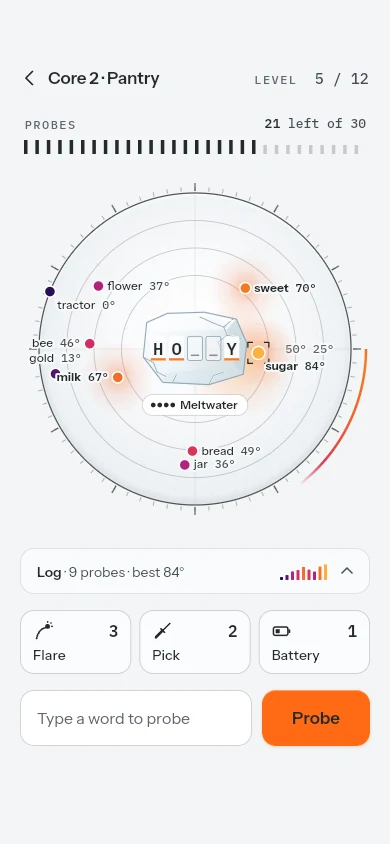 Core 2 · Pantry
LEVEL 5 / 12
PROBES
21 left of 30
flower 37°
sweet 70°
tractor 0°
bee 46°
gold 13°
milk 67°
H O _ _ Y
50° 25°
sugar 84°
Meltwater
bread 49°
jar 36°
Log · 9 probes · best 84°
Flare 3
Pick 2
Battery 1
Type a word to probe
Probe